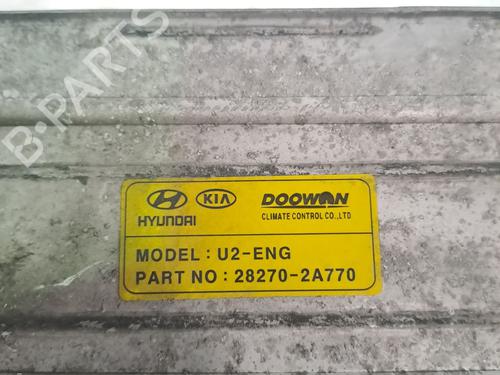 B-PARTS
HYUNDAI
KIA
DOOWON
CLIMATE CONTROL CO.,LTD
MODEL : U2-ENG
PART NO : 28270-2A770